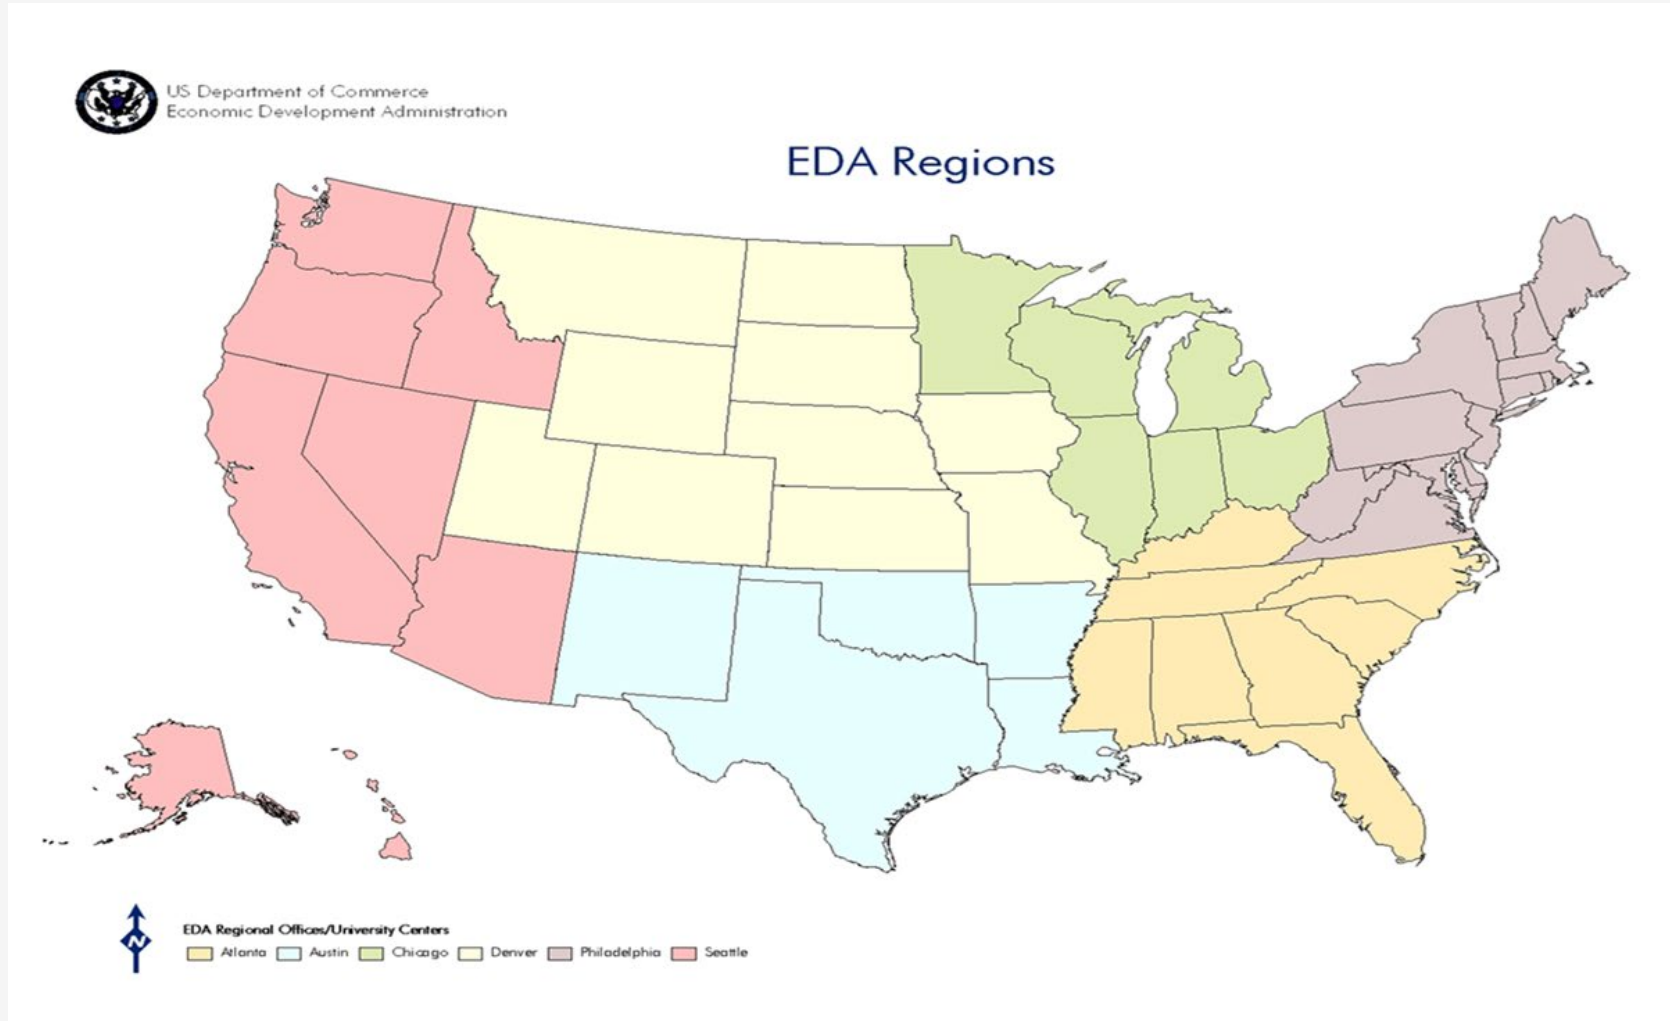 US Department of Commerce
Economic Development Administration
EDA Regions
N
EDA Regional Offices/University Centers
Atlanta Austin Chicago Denver Philadelphia Seattle